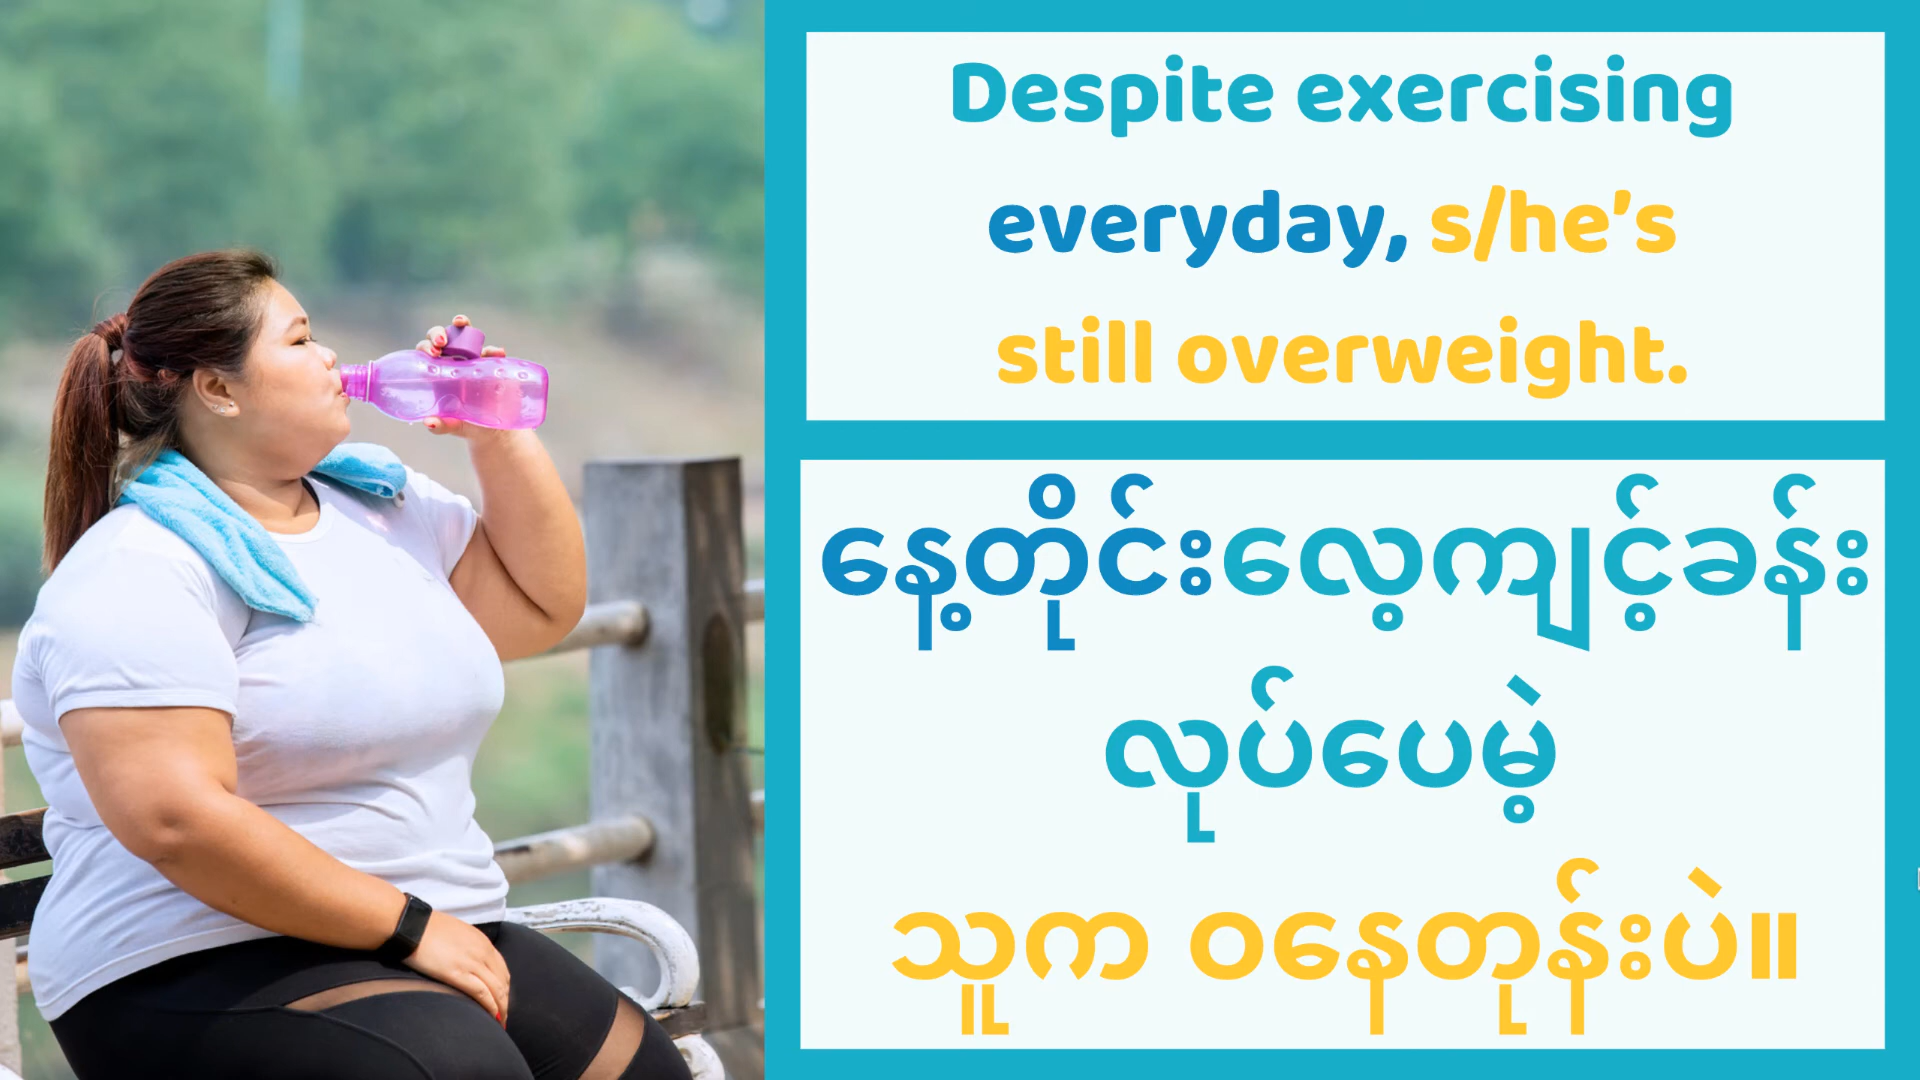 Despite exercising
everyday, s/he's
still overweight.
နေ့တိုင်းလေ့ကျင့်ခန်း
လုပ်ပေမဲ့
သူက ဝနေတုန်းပဲ။